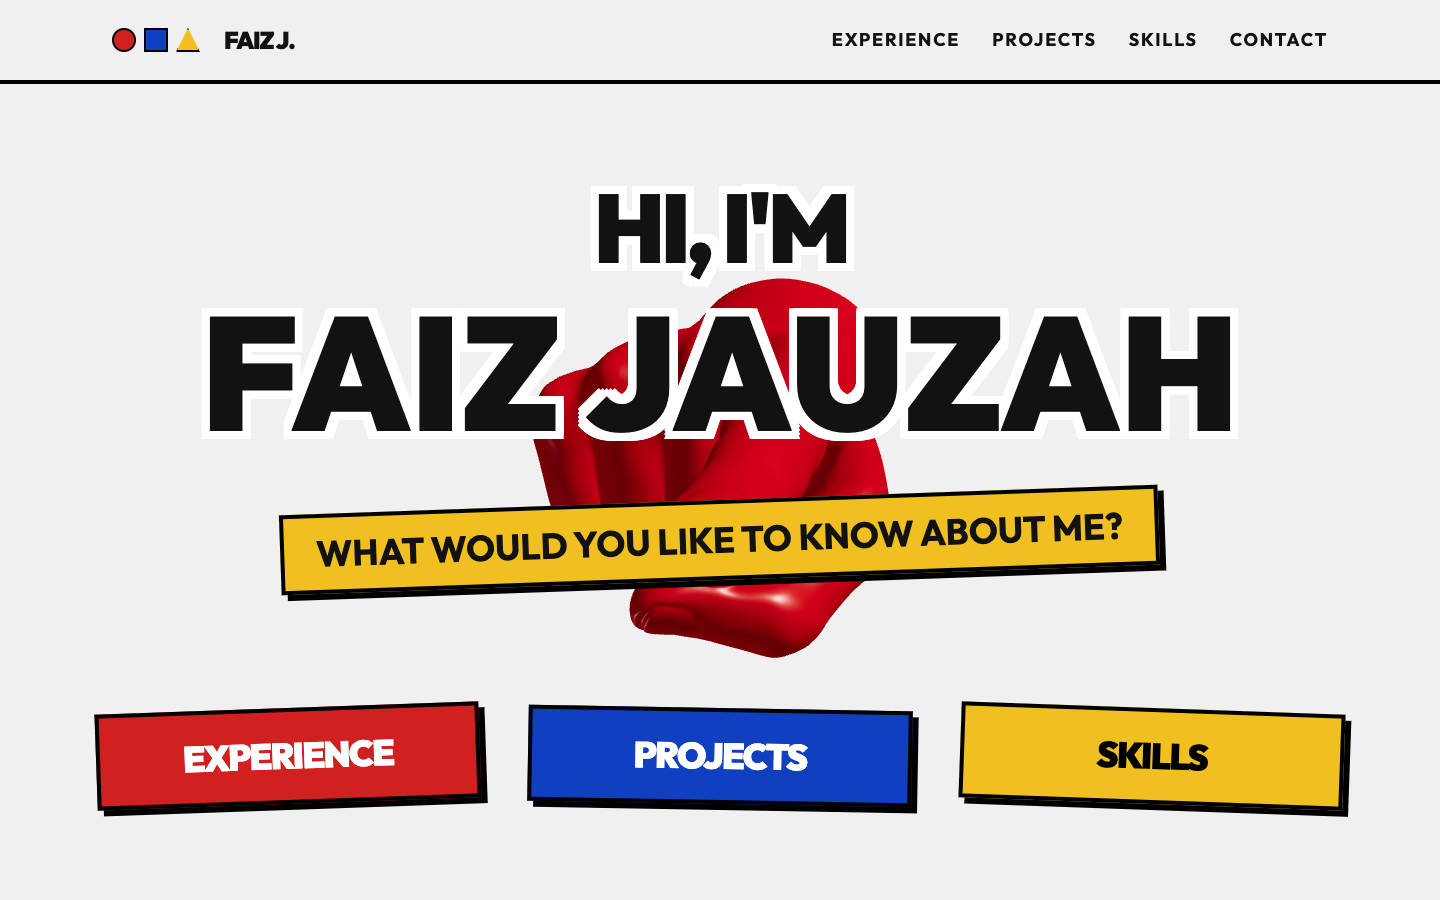 FAIZ J.
EXPERIENCE PROJECTS SKILLS CONTACT
HI, I'M
FAIZ JAUZAH
WHAT WOULD YOU LIKE TO KNOW ABOUT ME?
EXPERIENCE
PROJECTS
SKILLS